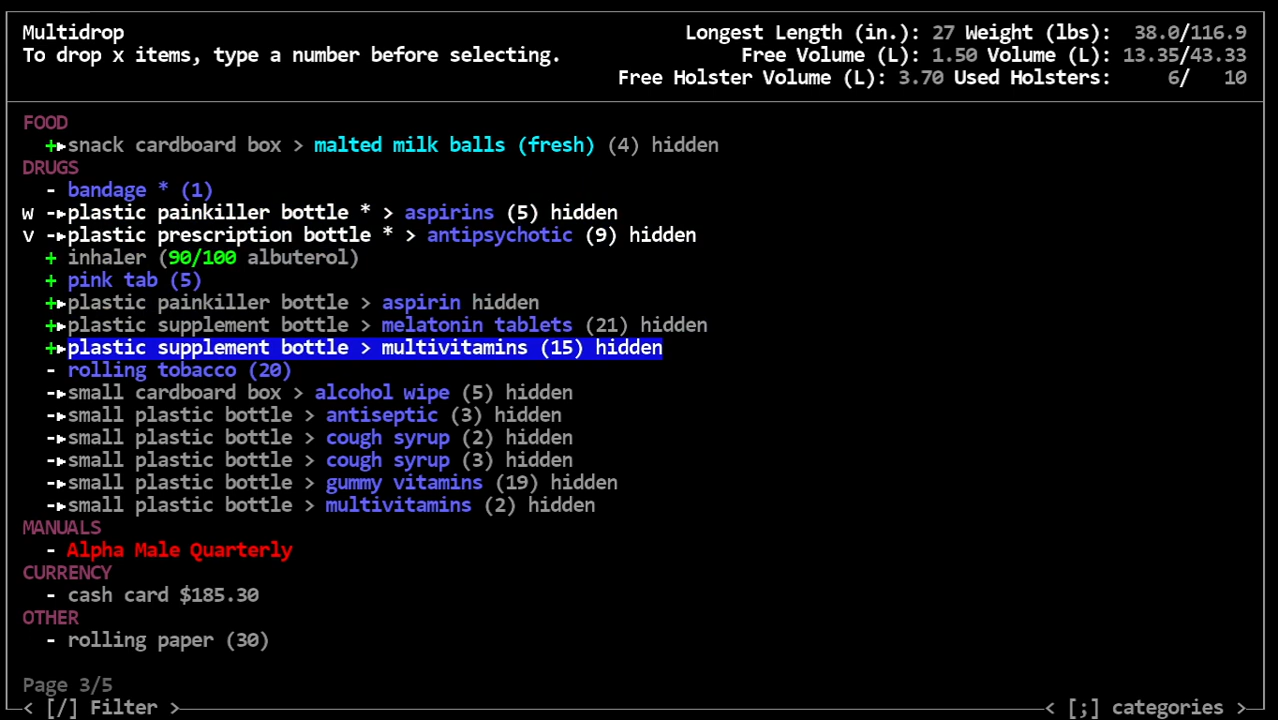 Multidrop Longest Length (in.): 27 Weight (lbs): 38.0/116.9
To drop x items, type a number before selecting. Free Volume (L): 1.50 Volume (L): 13.35/43.33
Free Holster Volume (L): 3.70 Used Holsters: 6/ 10
FOOD
+▸snack cardboard box > malted milk balls (fresh) (4) hidden
DRUGS
- bandage * (1)
w -▸plastic painkiller bottle * > aspirins (5) hidden
v -▸plastic prescription bottle * > antipsychotic (9) hidden
+ inhaler (90/100 albuterol)
+ pink tab (5)
+▸plastic painkiller bottle > aspirin hidden
+▸plastic supplement bottle > melatonin tablets (21) hidden
+▸plastic supplement bottle > multivitamins (15) hidden
- rolling tobacco (20)
-▸small cardboard box > alcohol wipe (5) hidden
-▸small plastic bottle > antiseptic (3) hidden
-▸small plastic bottle > cough syrup (2) hidden
-▸small plastic bottle > cough syrup (3) hidden
-▸small plastic bottle > gummy vitamins (19) hidden
-▸small plastic bottle > multivitamins (2) hidden
MANUALS
- Alpha Male Quarterly
CURRENCY
- cash card $185.30
OTHER
- rolling paper (30)
Page 3/5
< [/] Filter > < [;] categories >